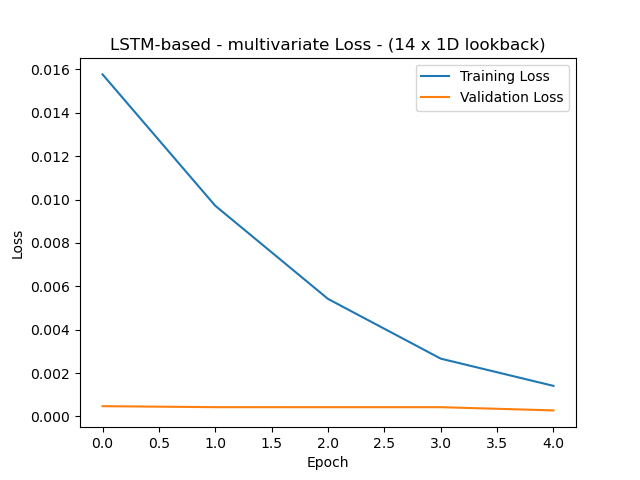 LSTM-based - multivariate Loss - (14 x 1D lookback)
Training Loss
Validation Loss
Loss
0.016
0.014
0.012
0.010
0.008
0.006
0.004
0.002
0.000
0.0 0.5 1.0 1.5 2.0 2.5 3.0 3.5 4.0
Epoch